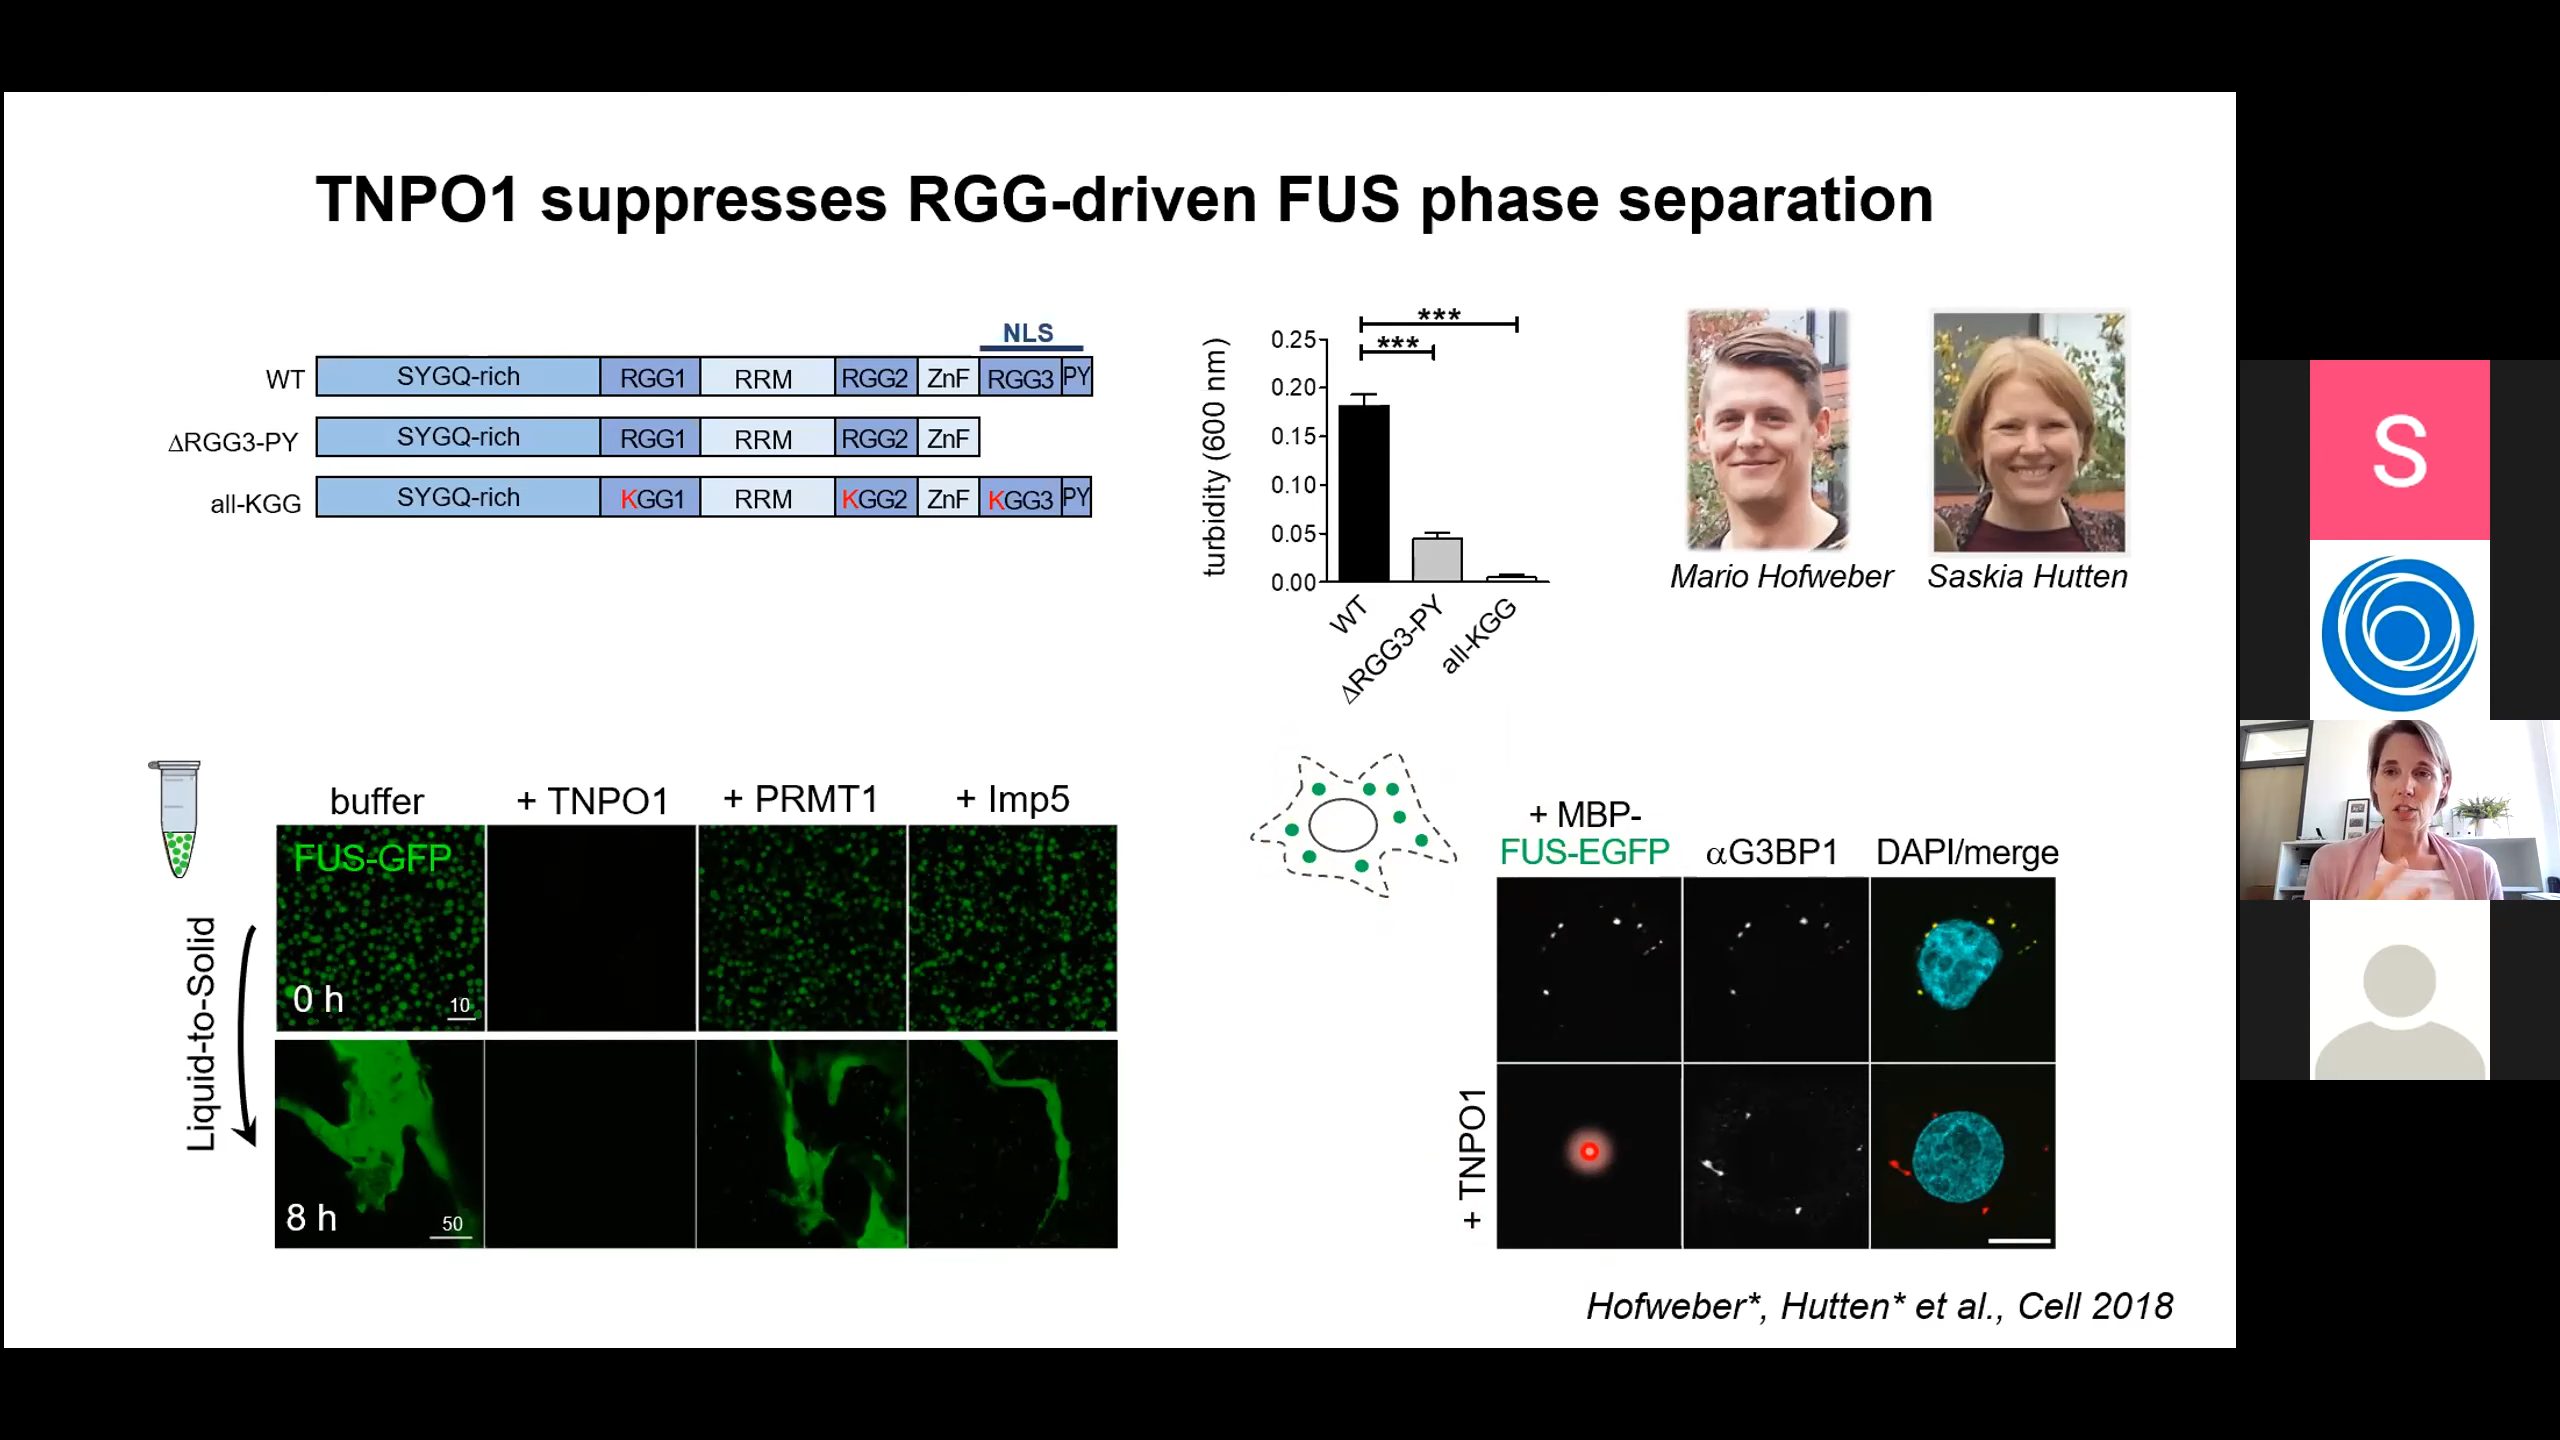 TNPO1 suppresses RGG-driven FUS phase separation
NLS
WT SYGQ-rich RGG1 RRM RGG2 ZnF RGG3 PY
ΔRGG3-PY SYGQ-rich RGG1 RRM RGG2 ZnF
all-KGG SYGQ-rich KGG1 RRM KGG2 ZnF KGG3 PY
turbidity (600 nm)
***
***
0.25
0.20
0.15
0.10
0.05
0.00
WT
ΔRGG3-PY
all-KGG
Mario Hofweber
Saskia Hutten
S
Liquid-to-Solid
buffer + TNPO1 + PRMT1 + Imp5
FUS-GFP
0 h
10
8 h
50
+ MBP-
FUS-EGFP αG3BP1 DAPI/merge
+ TNPO1
Hofweber*, Hutten* et al., Cell 2018